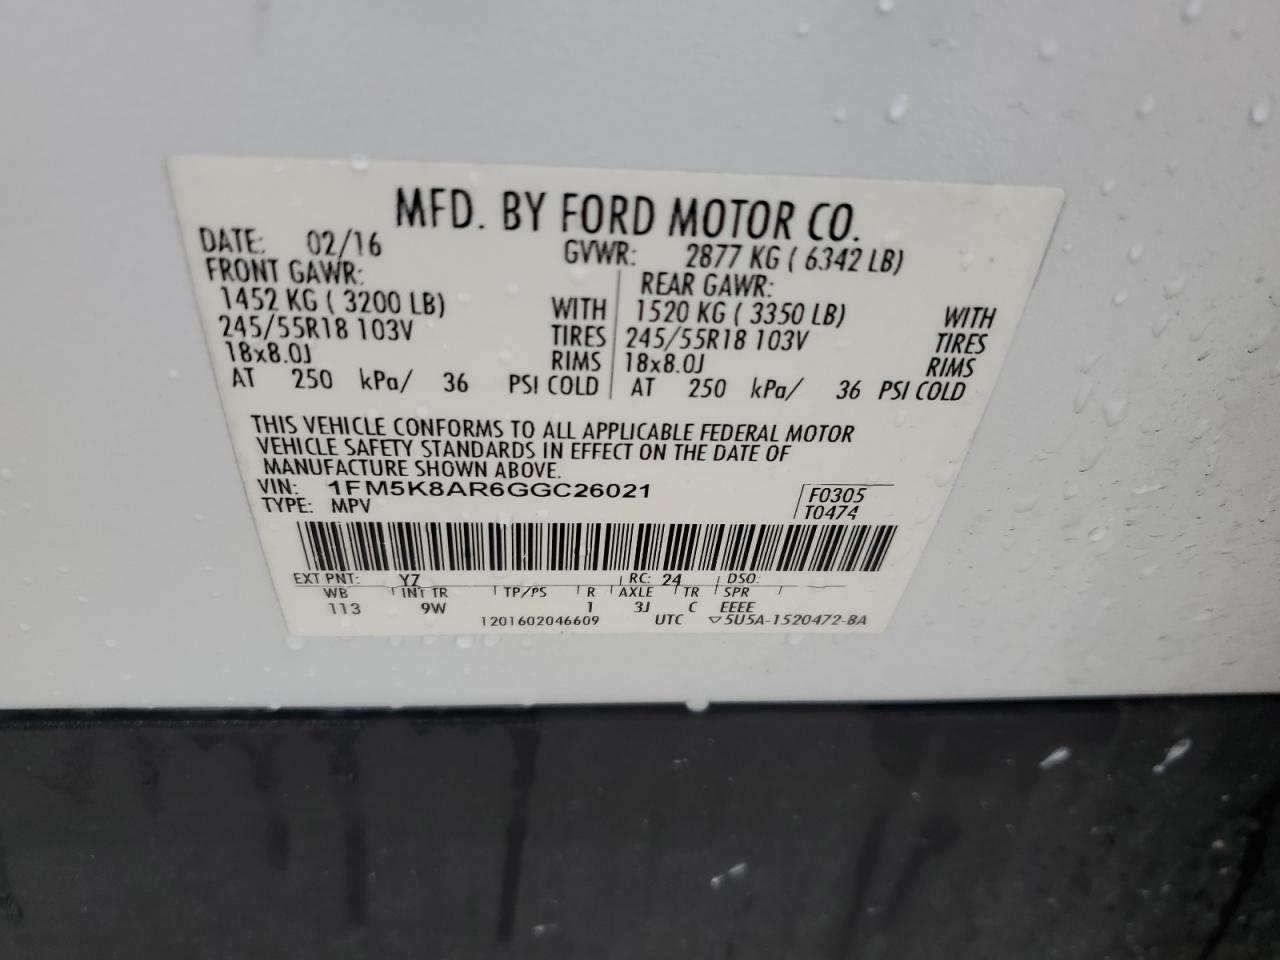 MFD. BY FORD MOTOR CO.
DATE: 02/16 GVWR: 2877 KG ( 6342 LB)
FRONT GAWR: REAR GAWR:
1452 KG ( 3200 LB) WITH 1520 KG ( 3350 LB) WITH
245/55R18 103V TIRES 245/55R18 103V TIRES
18x8.0J RIMS 18x8.0J RIMS
AT 250 kPa/ 36 PSI COLD AT 250 kPa/ 36 PSI COLD
THIS VEHICLE CONFORMS TO ALL APPLICABLE FEDERAL MOTOR
VEHICLE SAFETY STANDARDS IN EFFECT ON THE DATE OF
MANUFACTURE SHOWN ABOVE.
VIN: 1FM5K8AR6GGC26021 F0305
TYPE: MPV T0474
EXT PNT: YZ RC: 24 DSO:
WB INT TR TP/PS R AXLE TR SPR
113 9W 1 3J C EEEE
1201602046609 UTC ▽5U5A-1520472-BA